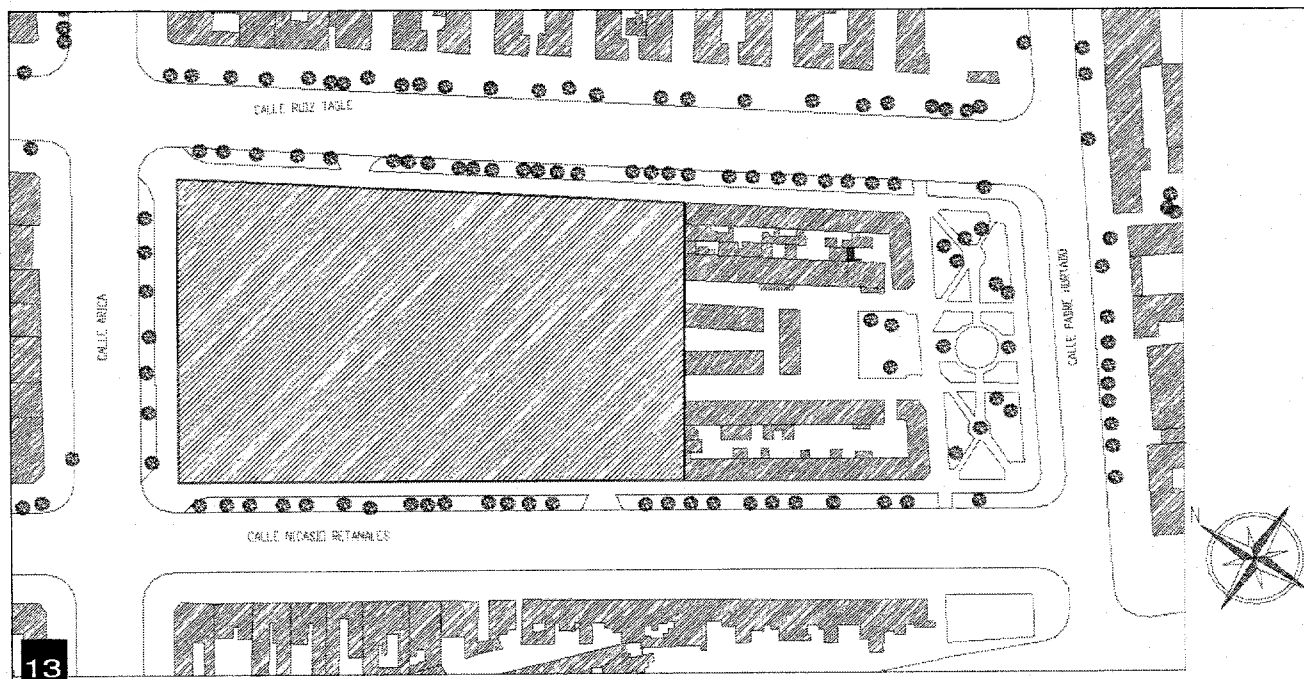 CALLE RUIZ TAGLE
CALLE ARICA
CALLE PADRE HURTADO
CALLE NICASIO RETAMALES
N
13